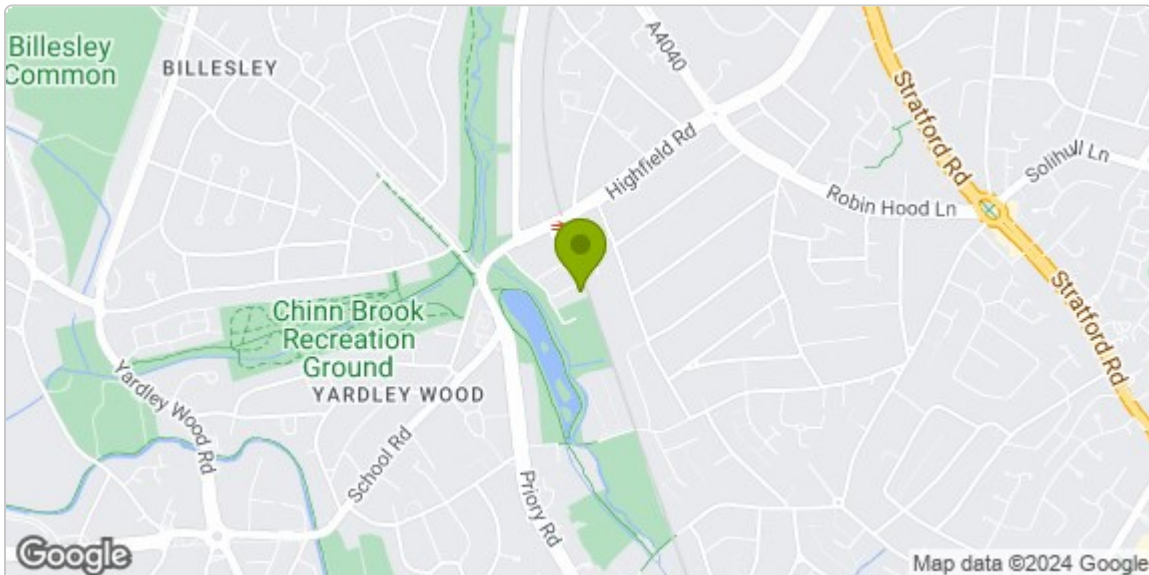 Billesley
Common
BILLESLEY
A4040
Highfield Rd
Stratford Rd
Solihull Ln
Robin Hood Ln
Stratford Rd
Chinn Brook
Recreation
Ground
YARDLEY WOOD
Yardley Wood Rd
School Rd
Priory Rd
Google
Map data ©2024 Google